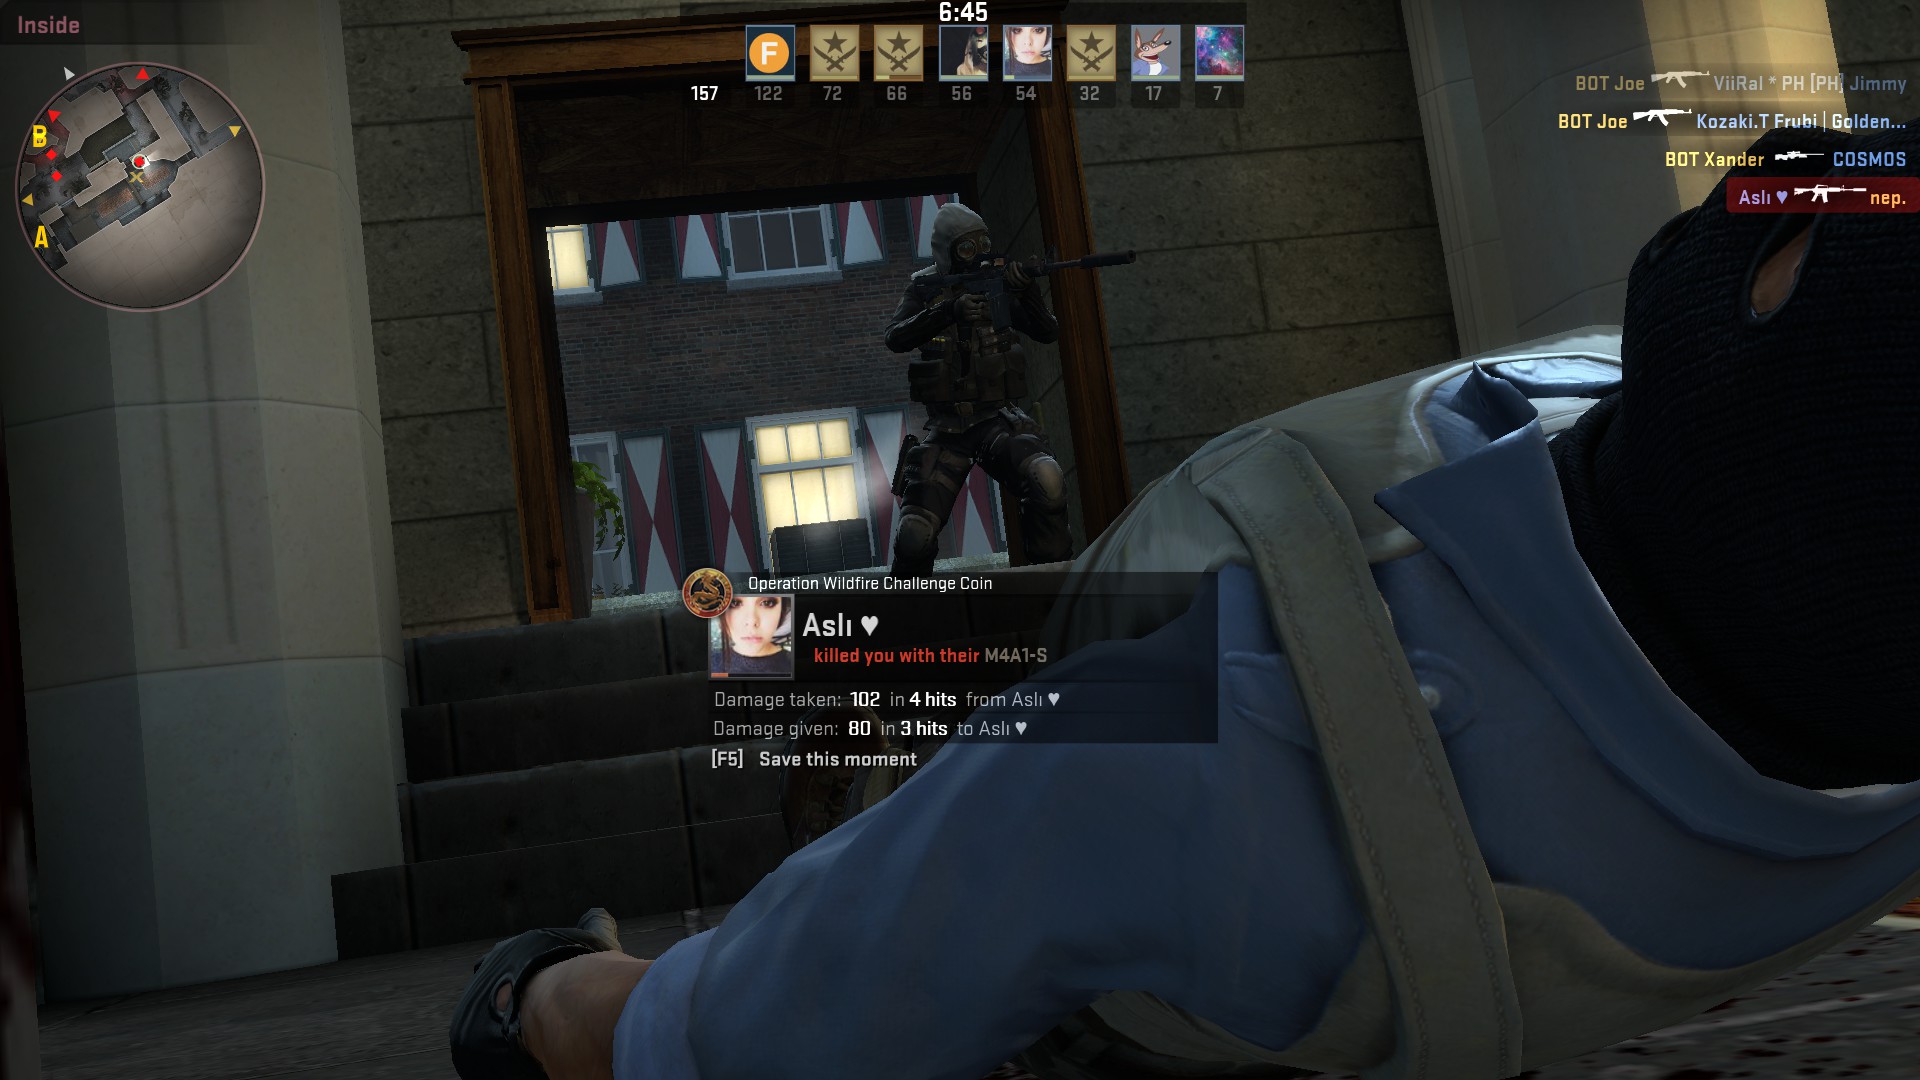 Inside
6:45
F
157 122 72 66 56 54 32 17 7
B
A
BOT Joe ViiRal * PH [PH] Jimmy
BOT Joe Kozaki.T Frubi | Golden...
BOT Xander COSMOS
Aslı ♥ nep.
Operation Wildfire Challenge Coin
Aslı ♥
killed you with their M4A1-S
Damage taken: 102 in 4 hits from Aslı ♥
Damage given: 80 in 3 hits to Aslı ♥
[F5] Save this moment